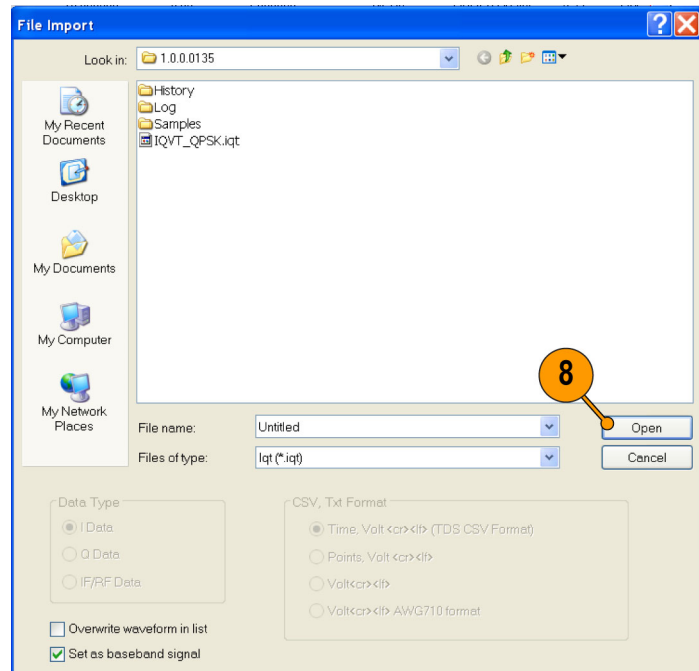 File Import
Look in: 1.0.0.0135
My Recent
Documents
Desktop
My Documents
My Computer
My Network
Places
History
Log
Samples
IQVT_QPSK.iqt
8
File name: Untitled Open
Files of type: Iqt (*.iqt) Cancel
Data Type
I Data
Q Data
IF/RF Data
CSV, Txt Format
Time, Volt <cr><lf> (TDS CSV Format)
Points, Volt <cr><lf>
Volt<cr><lf>
Volt<cr><lf> AWG710 format
Overwrite waveform in list
Set as baseband signal